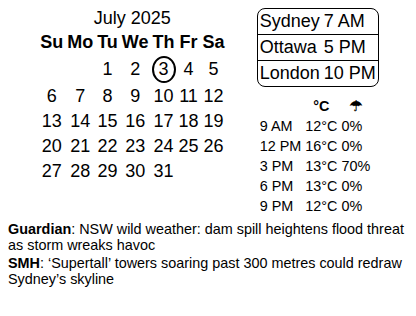 July 2025
Su Mo Tu We Th Fr Sa
1 2 3 4 5
6 7 8 9 10 11 12
13 14 15 16 17 18 19
20 21 22 23 24 25 26
27 28 29 30 31
Sydney 7 AM
Ottawa 5 PM
London 10 PM
°C ☂
9 AM 12°C 0%
12 PM 16°C 0%
3 PM 13°C 70%
6 PM 13°C 0%
9 PM 12°C 0%
Guardian: NSW wild weather: dam spill heightens flood threat
as storm wreaks havoc
SMH: ‘Supertall’ towers soaring past 300 metres could redraw
Sydney’s skyline